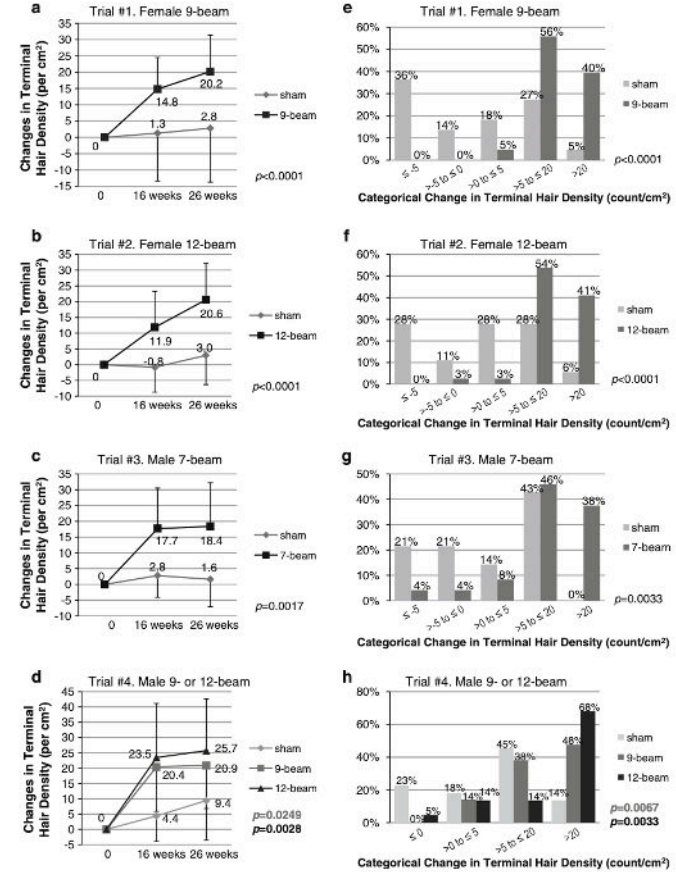 a
Trial #1. Female 9-beam
Changes in Terminal
Hair Density (per cm²)
35
30
25
20
15
10
5
0
-5
-10
-15
0
14.8
20.2
1.3
2.8
0
16 weeks
26 weeks
sham
9-beam
p<0.0001
e
Trial #1. Female 9-beam
60%
50%
40%
30%
20%
10%
0%
36%
0%
14%
0%
18%
5%
27%
56%
5%
40%
≤ -5
>-5 to ≤ 0
>0 to ≤ 5
>5 to ≤ 20
>20
sham
9-beam
p<0.0001
Categorical Change in Terminal Hair Density (count/cm²)
b
Trial #2. Female 12-beam
Changes in Terminal
Hair Density (per cm²)
35
30
25
20
15
10
5
0
-5
-10
0
11.9
20.6
-0.8
3.0
0
16 weeks
26 weeks
sham
12-beam
p<0.0001
f
Trial #2. Female 12-beam
60%
50%
40%
30%
20%
10%
0%
28%
0%
11%
3%
28%
3%
28%
54%
6%
41%
≤ -5
>-5 to ≤ 0
>0 to ≤ 5
>5 to ≤ 20
>20
sham
12-beam
p<0.0001
Categorical Change in Terminal Hair Density (count/cm²)
c
Trial #3. Male 7-beam
Changes in Terminal
Hair Density (per cm²)
35
30
25
20
15
10
5
0
-5
-10
0
17.7
18.4
2.8
1.6
0
16 weeks
26 weeks
sham
7-beam
p=0.0017
g
Trial #3. Male 7-beam
50%
40%
30%
20%
10%
0%
21%
4%
21%
4%
14%
8%
43%
46%
0%
38%
≤ -5
>-5 to ≤ 0
>0 to ≤ 5
>5 to ≤ 20
>20
sham
7-beam
p=0.0033
Categorical Change in Terminal Hair Density (count/cm²)
d
Trial #4. Male 9- or 12-beam
Changes in Terminal
Hair Density (per cm²)
45
40
35
30
25
20
15
10
5
0
-5
0
23.5
25.7
20.4
20.9
4.4
9.4
0
16 weeks
26 weeks
sham
9-beam
12-beam
p=0.0249
p=0.0028
h
Trial #4. Male 9- or 12-beam
80%
60%
40%
20%
0%
23%
0%
5%
18%
14%
14%
45%
38%
14%
14%
48%
68%
≤ 0
>0 to ≤ 5
>5 to ≤ 20
>20
sham
9-beam
12-beam
p=0.0067
p=0.0033
Categorical Change in Terminal Hair Density (count/cm²)